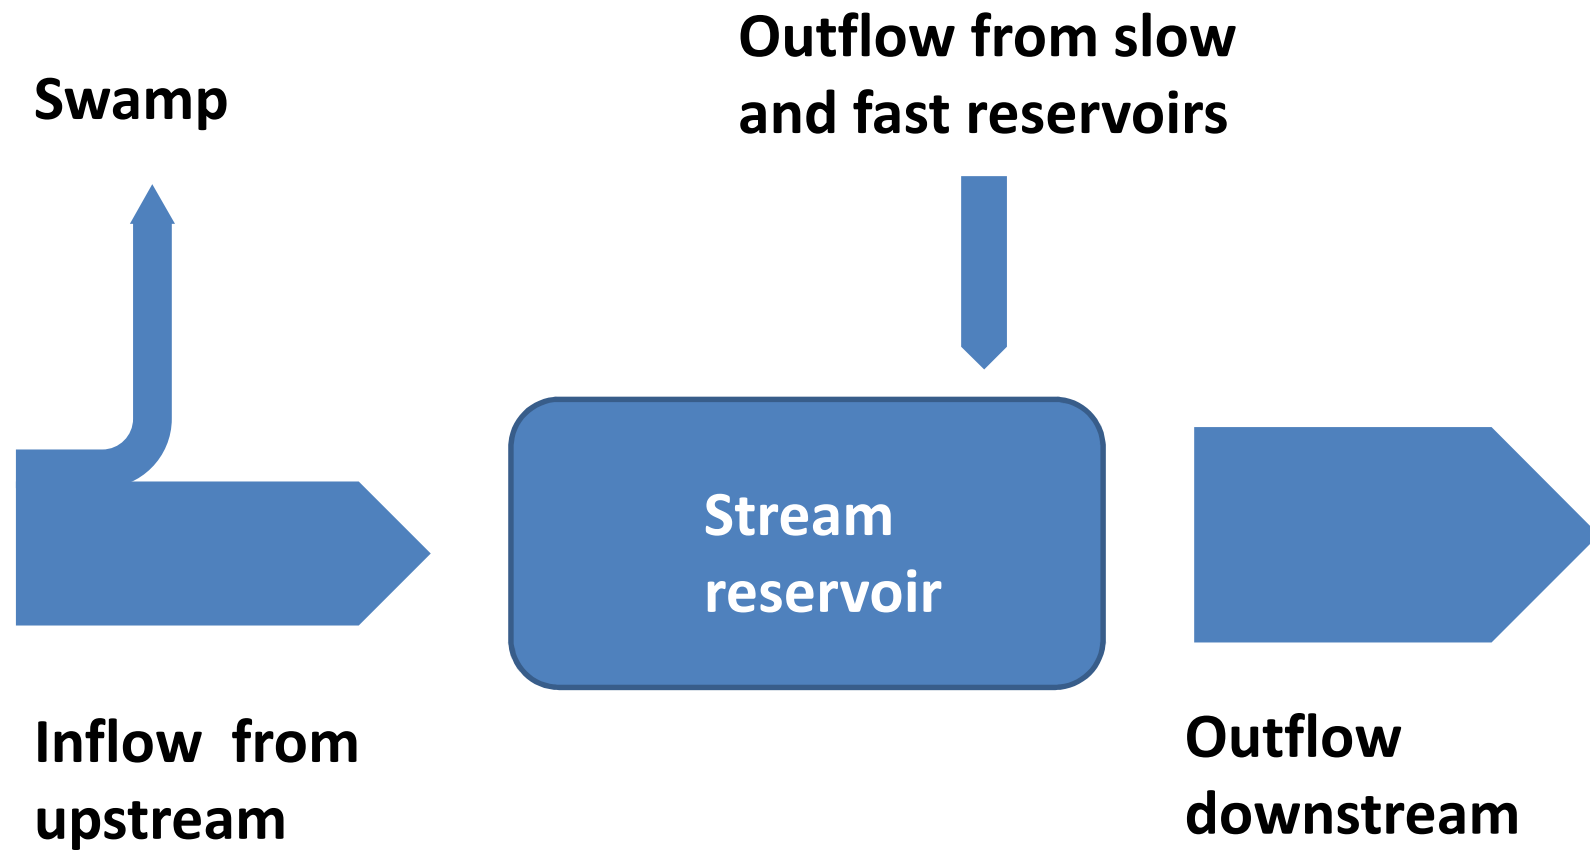 Swamp
Outflow from slow
and fast reservoirs
Stream
reservoir
Inflow  from
upstream
Outflow
downstream